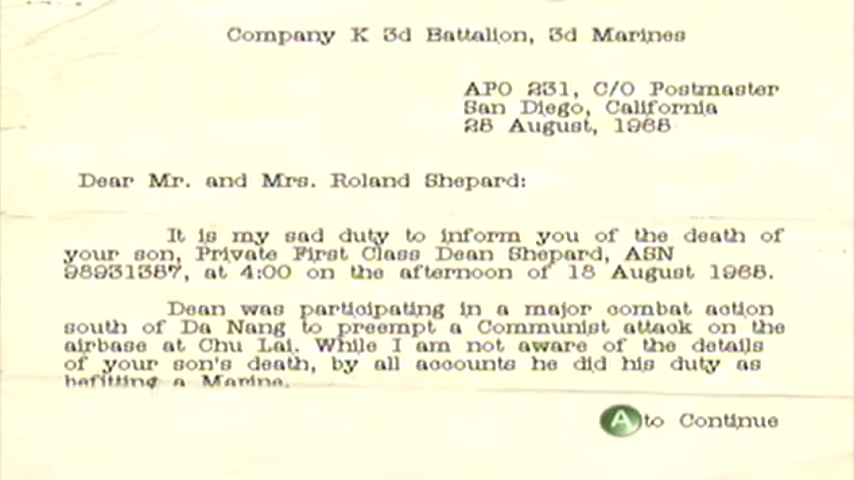 Company K 3d Battalion, 3d Marines
APO 231, C/O Postmaster
San Diego, California
28 August, 1965
Dear Mr. and Mrs. Roland Shepard:
It is my sad duty to inform you of the death of
your son, Private First Class Dean Shepard, ASN
98931387, at 4:00 on the afternoon of 18 August 1965.
Dean was participating in a major combat action
south of Da Nang to preempt a Communist attack on the
airbase at Chu Lai. While I am not aware of the details
of your son's death, by all accounts he did his duty as
befitting a Marine.
A to Continue